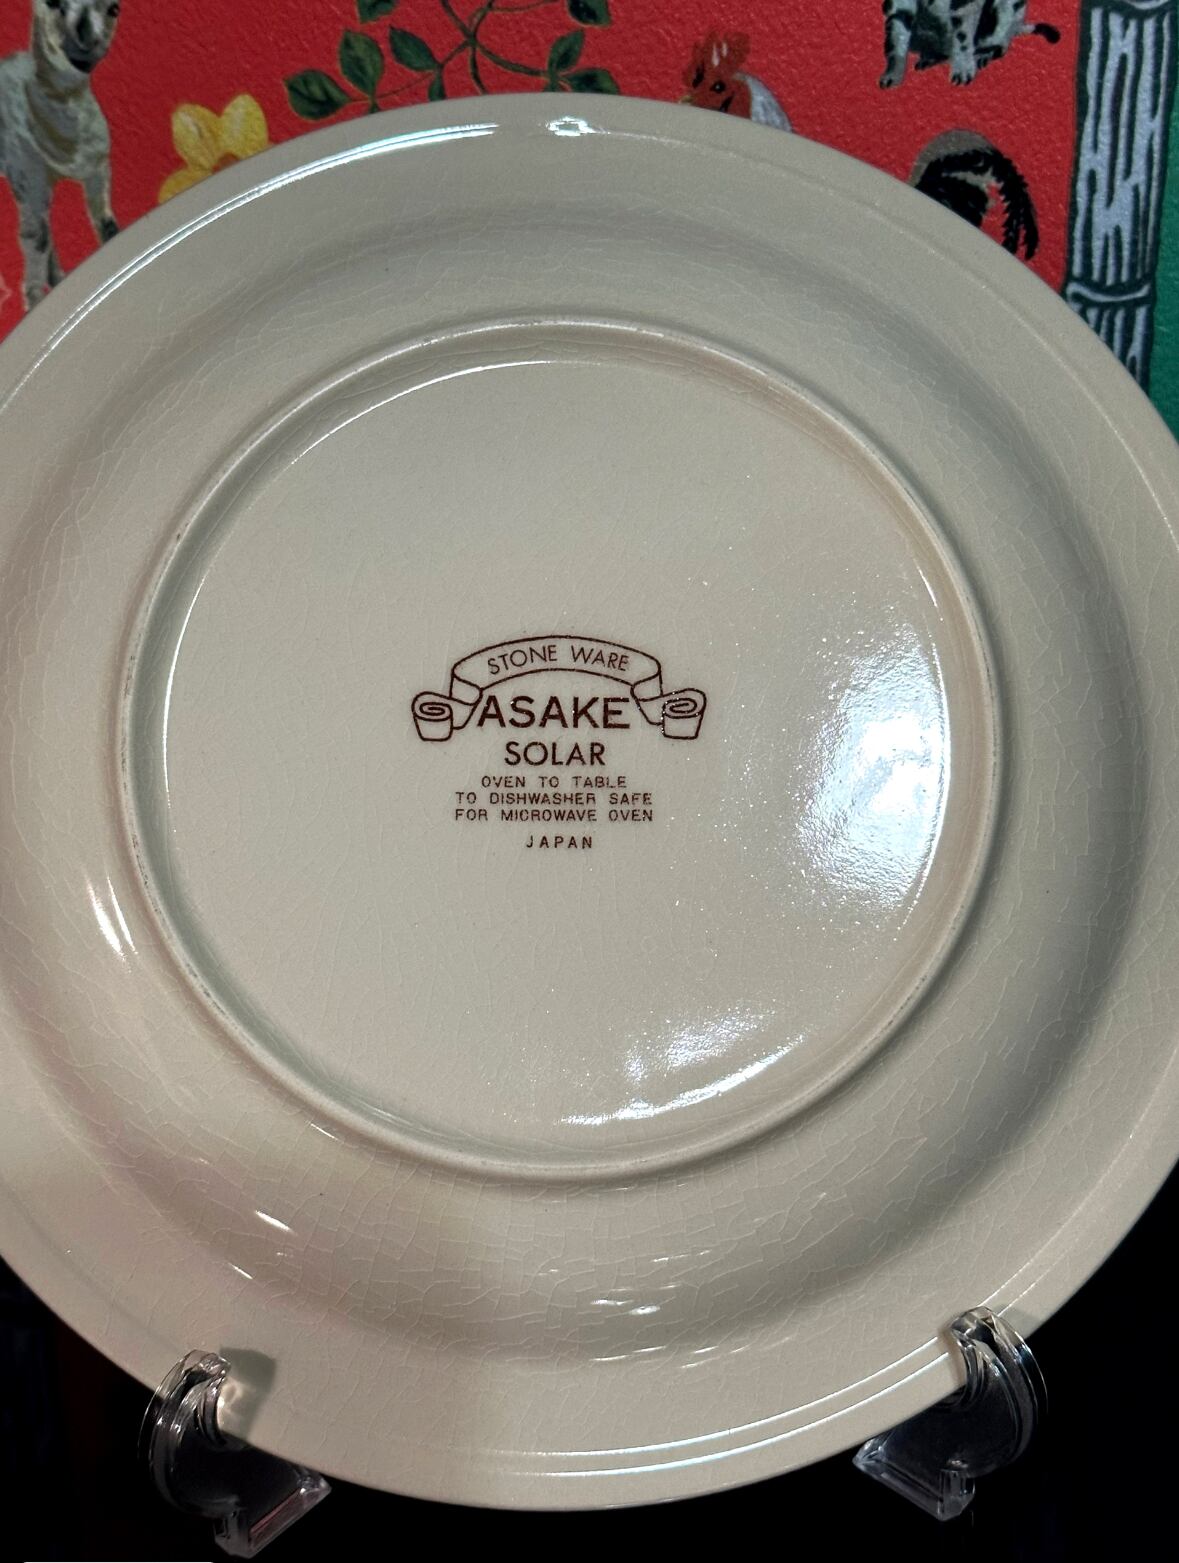 STONE WARE
ASAKE
SOLAR
OVEN TO TABLE
TO DISHWASHER SAFE
FOR MICROWAVE OVEN
JAPAN